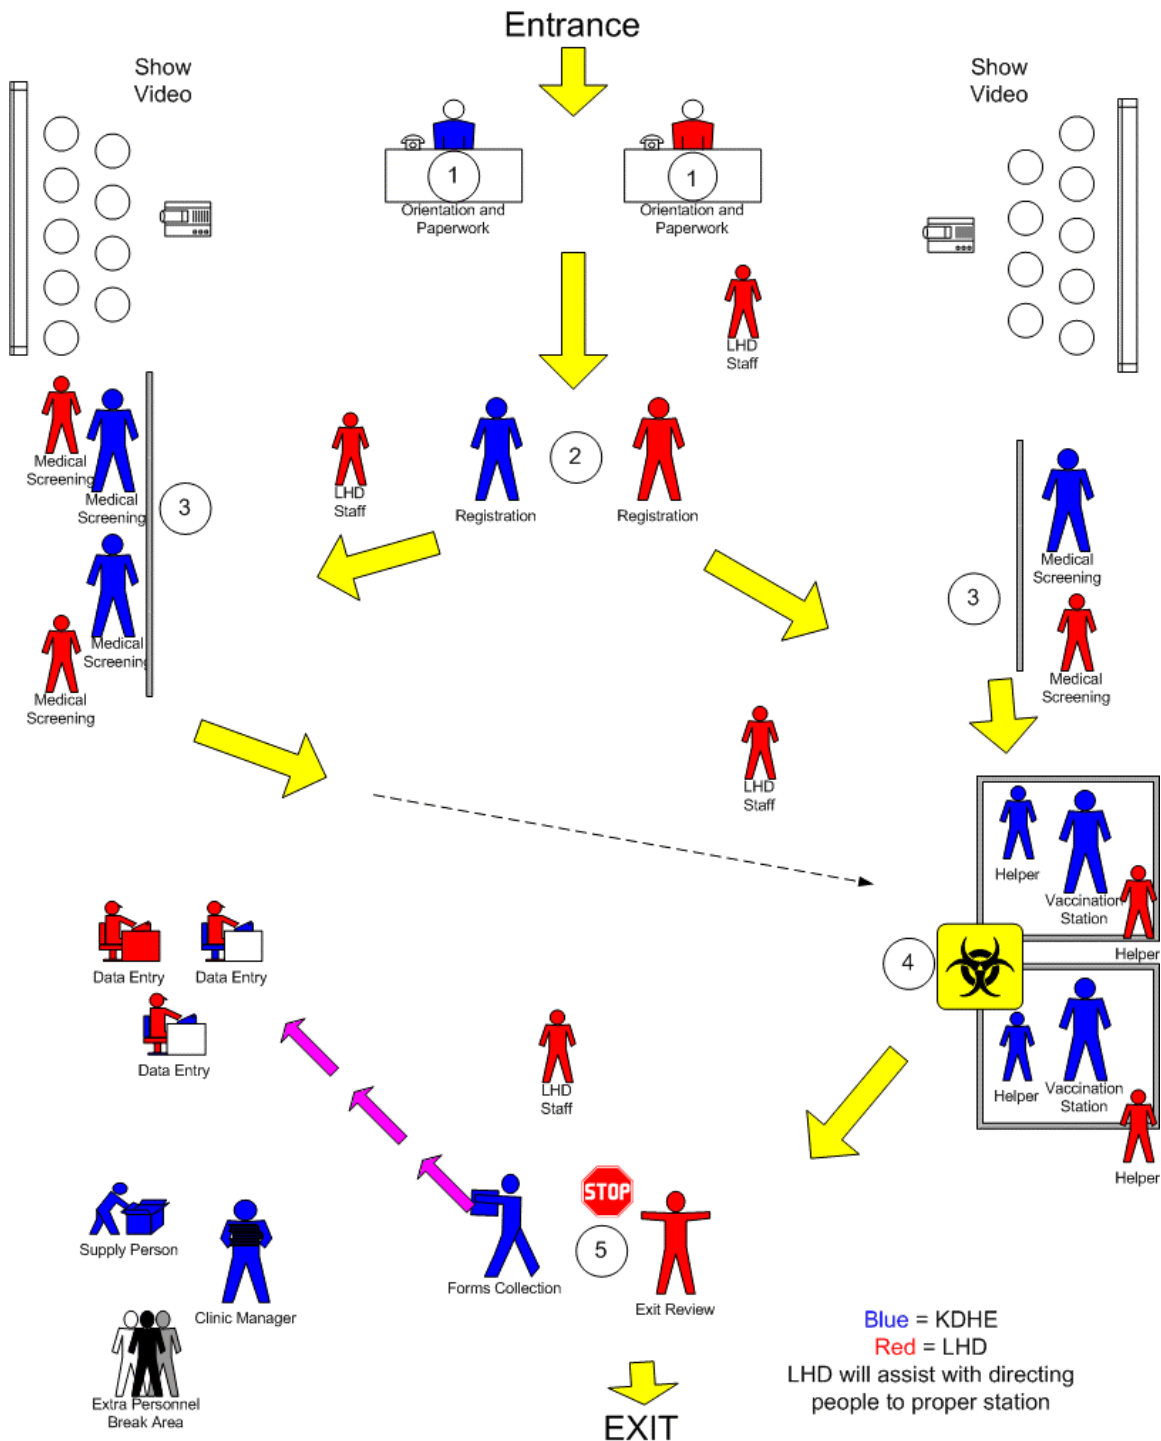 Entrance
Show
Video
Show
Video
1
1
Orientation and
Paperwork
Orientation and
Paperwork
LHD
Staff
Medical
Screening
Medical
Screening
3
LHD
Staff
2
Registration
Registration
Medical
Screening
3
Medical
Screening
Medical
Screening
Medical
Screening
LHD
Staff
Helper
Vaccination
Station
Helper
4
Data Entry
Data Entry
Data Entry
LHD
Staff
Helper
Vaccination
Station
Helper
STOP
5
Supply Person
Clinic Manager
Forms Collection
Exit Review
Extra Personnel
Break Area
Blue = KDHE
Red = LHD
LHD will assist with directing
people to proper station
EXIT